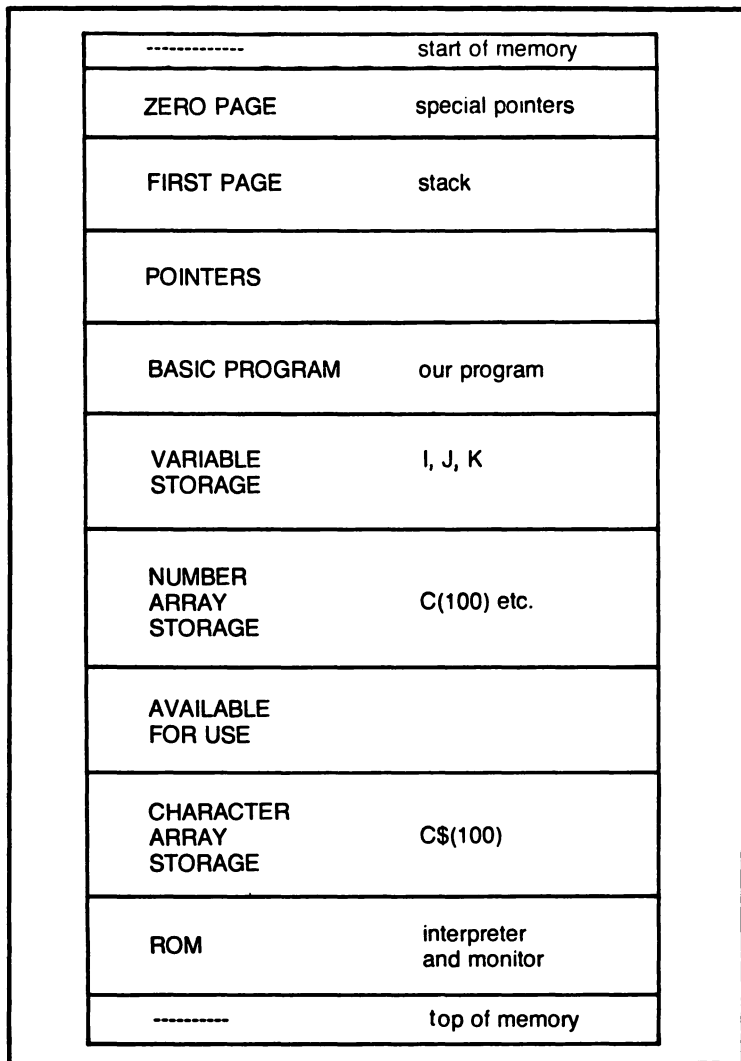 ------------- start of memory
ZERO PAGE special pointers
FIRST PAGE stack
POINTERS
BASIC PROGRAM our program
VARIABLE I, J, K
STORAGE
NUMBER
ARRAY C(100) etc.
STORAGE
AVAILABLE
FOR USE
CHARACTER
ARRAY C$(100)
STORAGE
ROM interpreter
and monitor
---------- top of memory